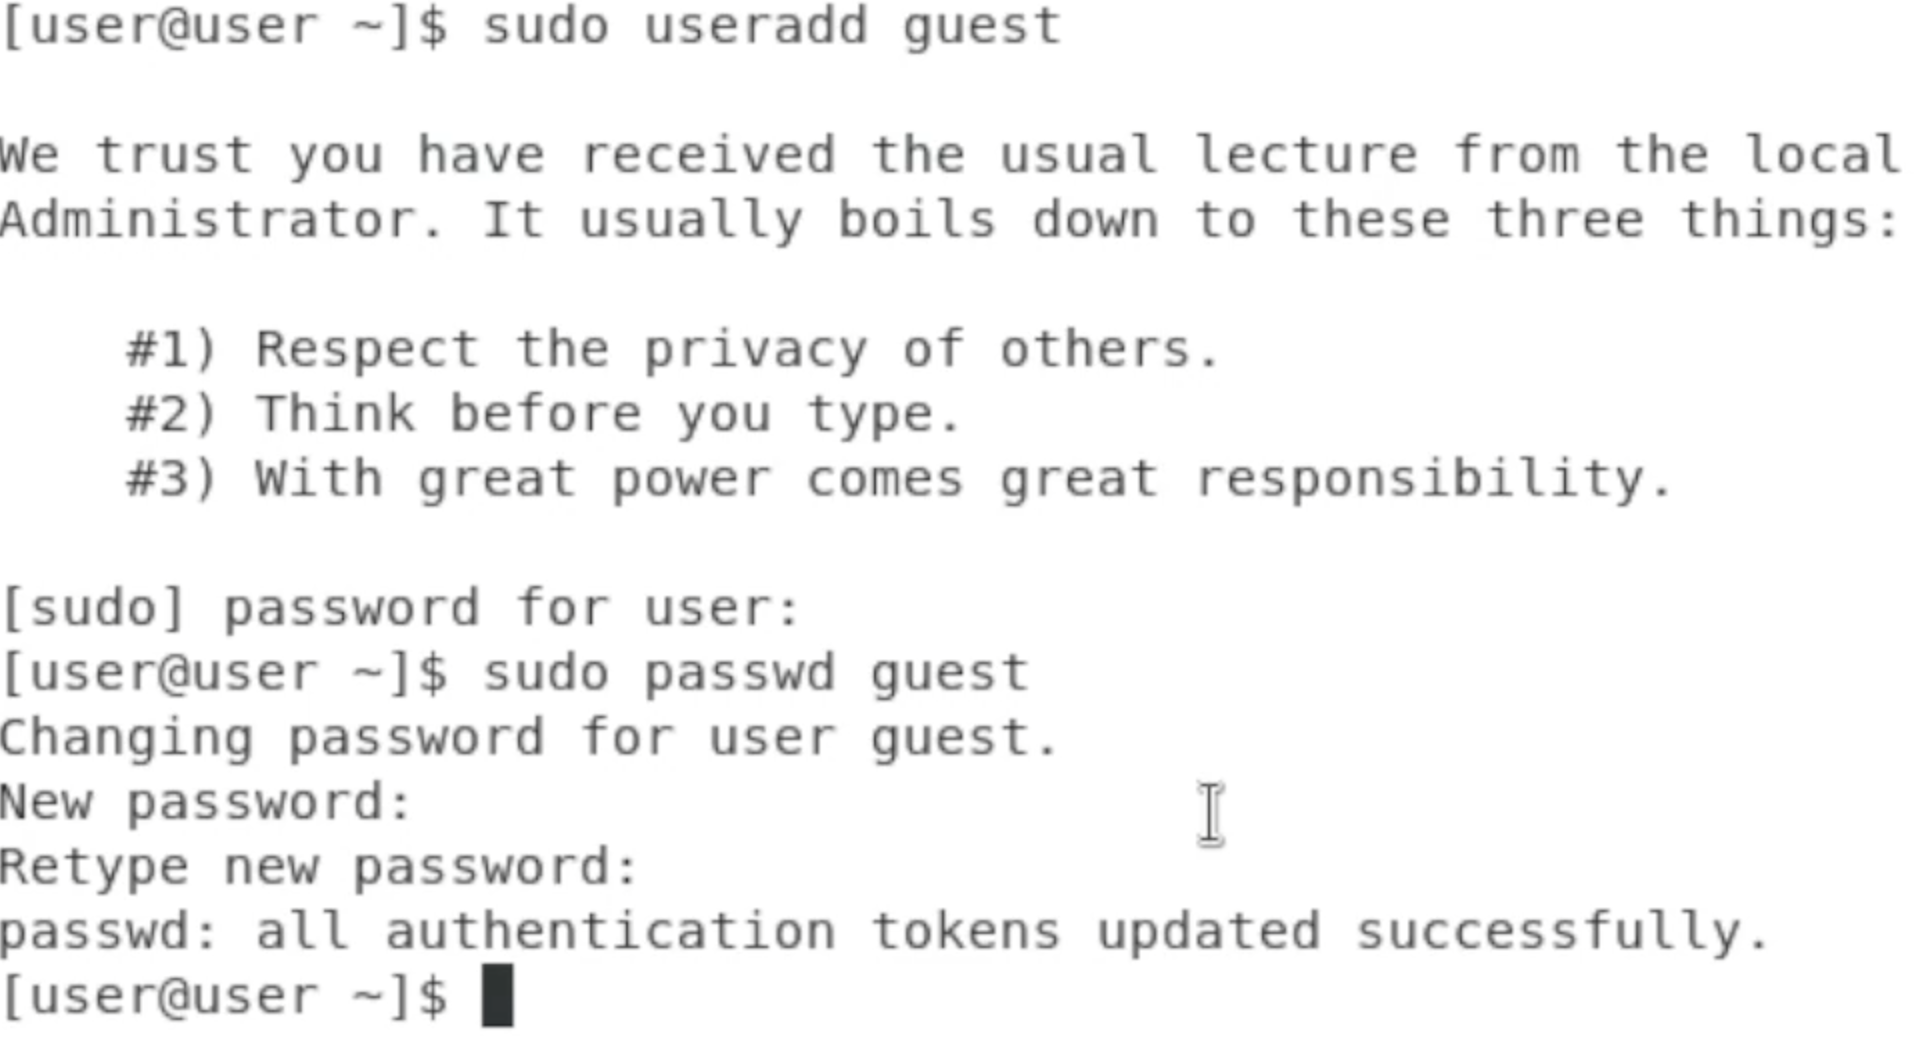 [user@user ~]$ sudo useradd guest
We trust you have received the usual lecture from the local
Administrator. It usually boils down to these three things:
#1) Respect the privacy of others.
#2) Think before you type.
#3) With great power comes great responsibility.
[sudo] password for user:
[user@user ~]$ sudo passwd guest
Changing password for user guest.
New password:
Retype new password:
passwd: all authentication tokens updated successfully.
[user@user ~]$